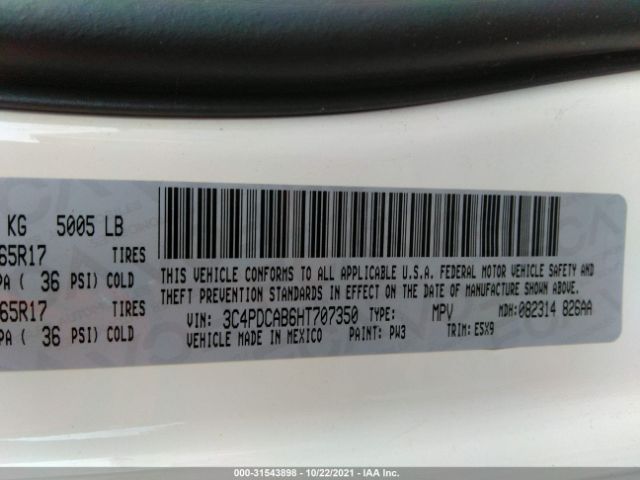 KG 5005 LB
65R17 TIRES
PA ( 36 PSI) COLD
65R17 TIRES
PA ( 36 PSI) COLD
THIS VEHICLE CONFORMS TO ALL APPLICABLE U.S.A. FEDERAL MOTOR VEHICLE SAFETY AND
THEFT PREVENTION STANDARDS IN EFFECT ON THE DATE OF MANUFACTURE SHOWN ABOVE.
VIN: 3C4PDCAB6HT707350 TYPE: MPV MDH:082314 826AA
VEHICLE MADE IN MEXICO PAINT: PW3 TRIM: E5X9
000-31543898 - 10/22/2021 - IAA Inc.